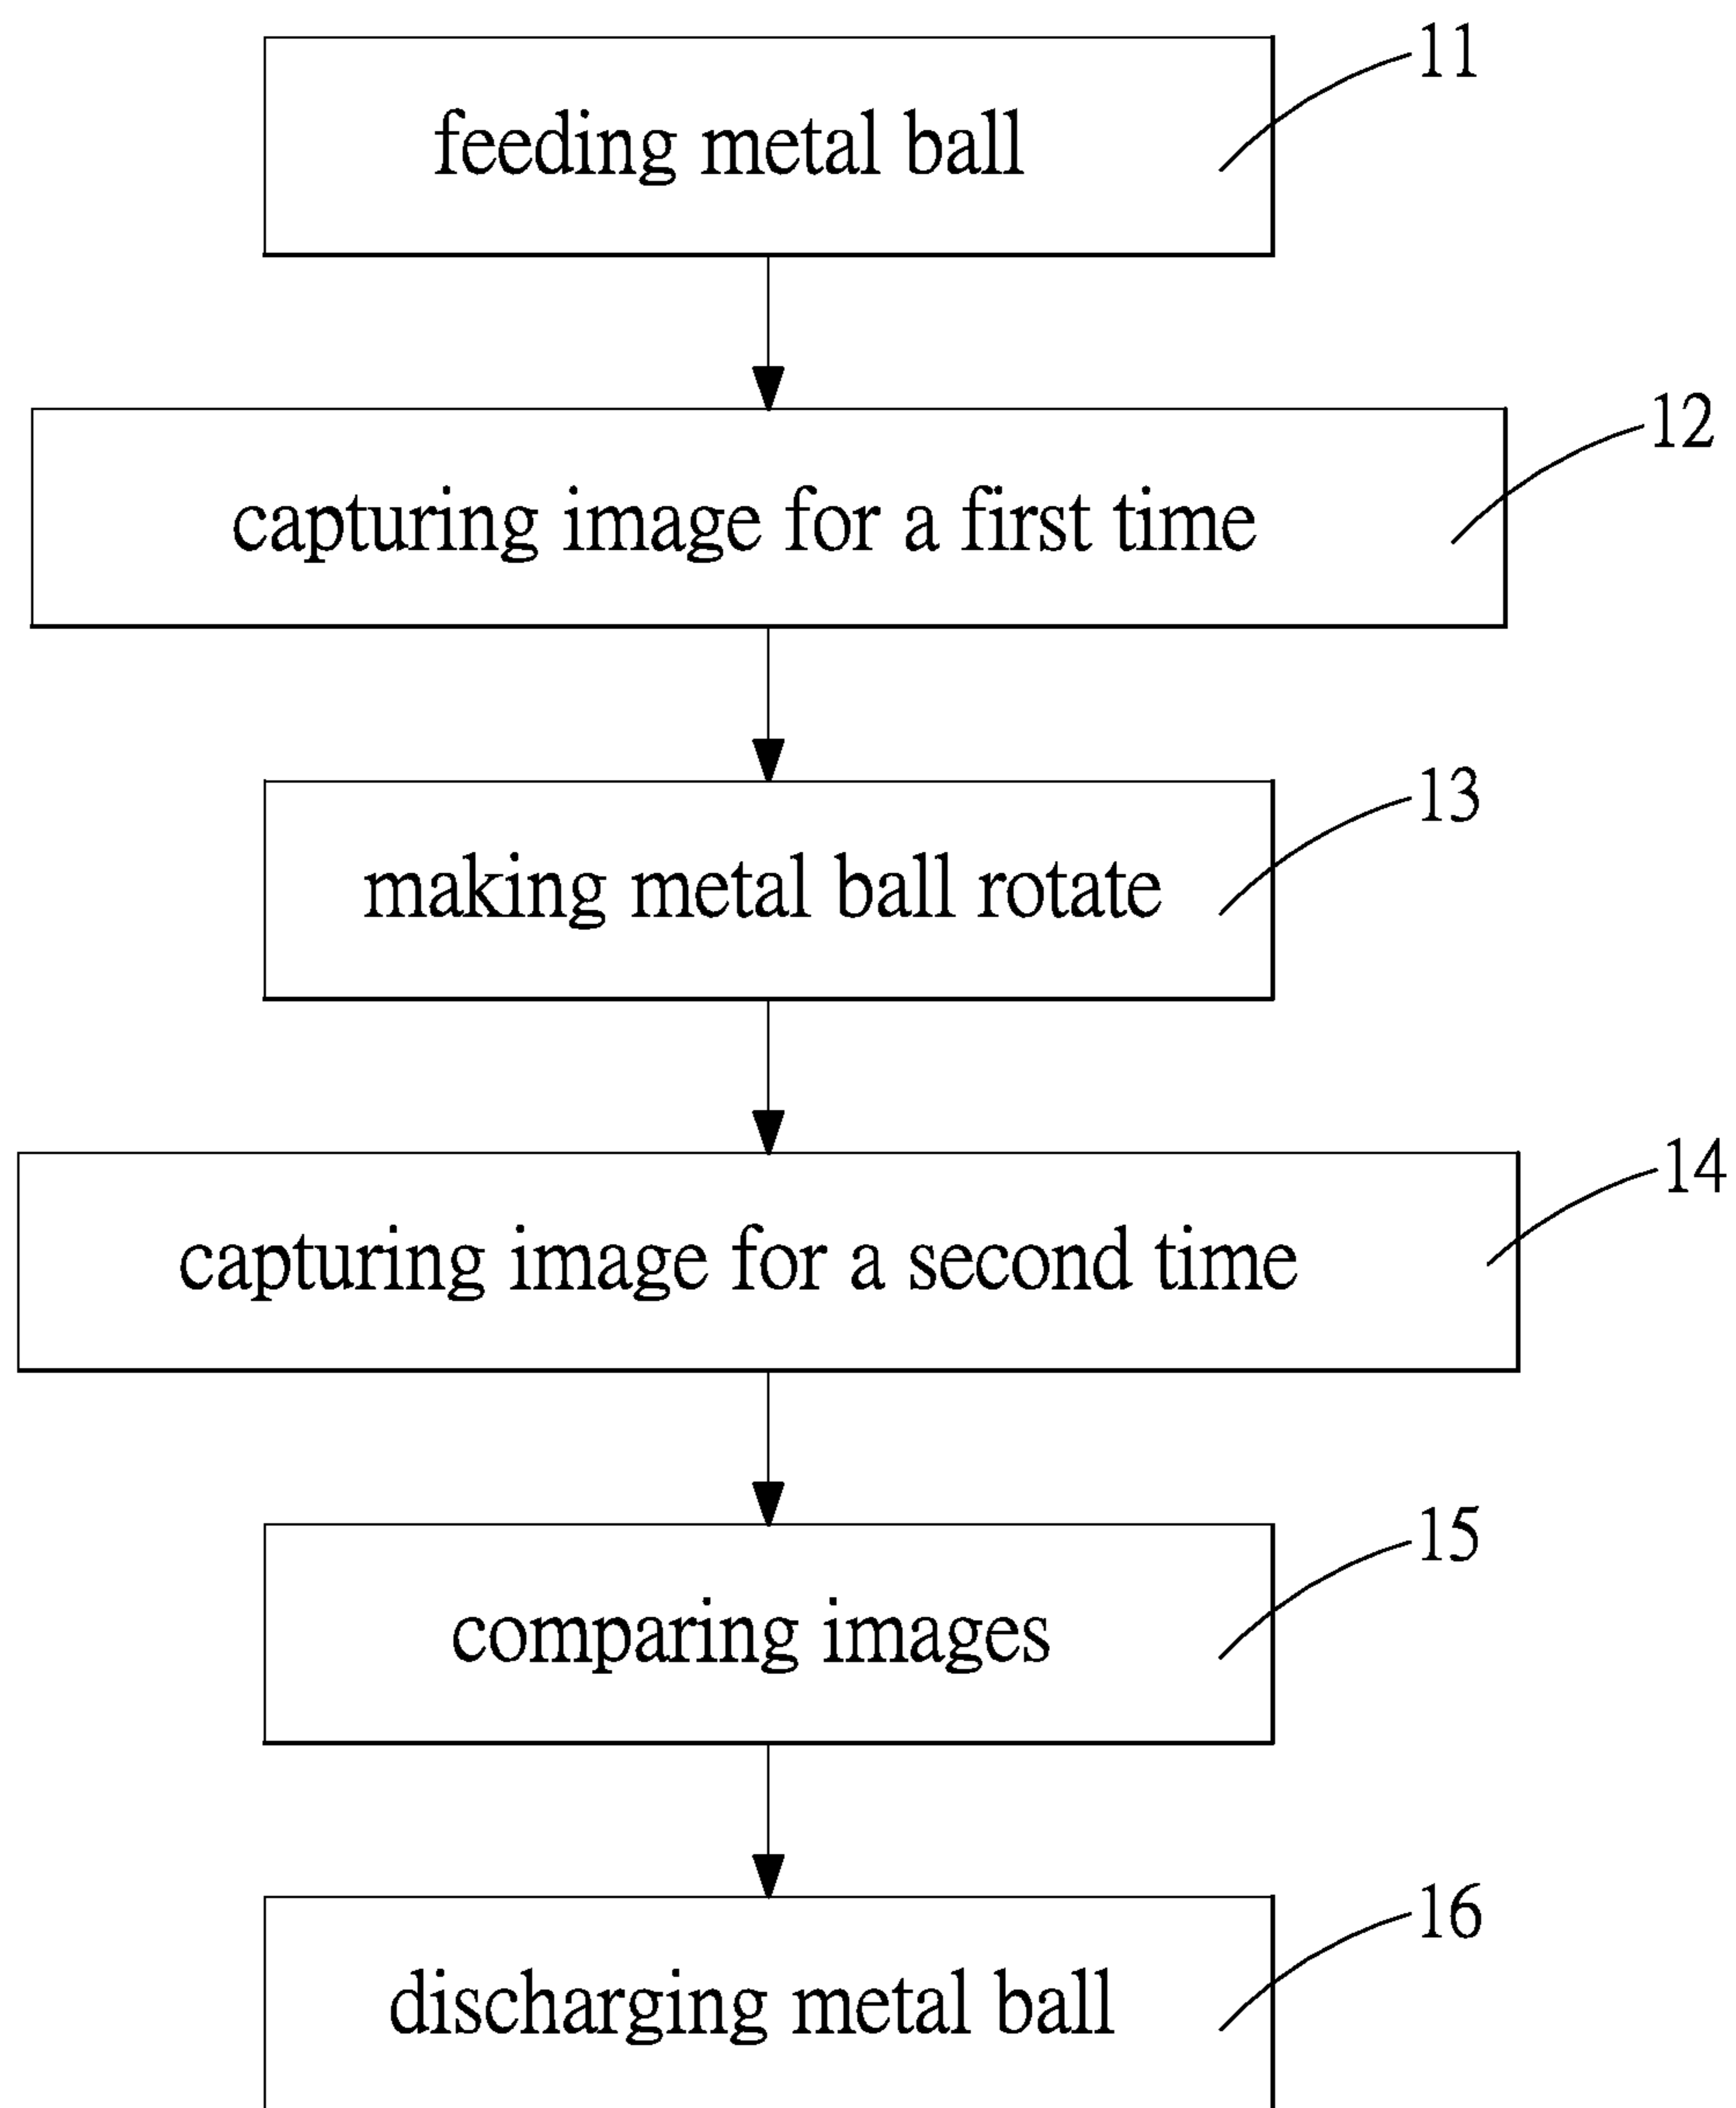 11
feeding metal ball
12
capturing image for a first time
13
making metal ball rotate
14
capturing image for a second time
15
comparing images
16
discharging metal ball